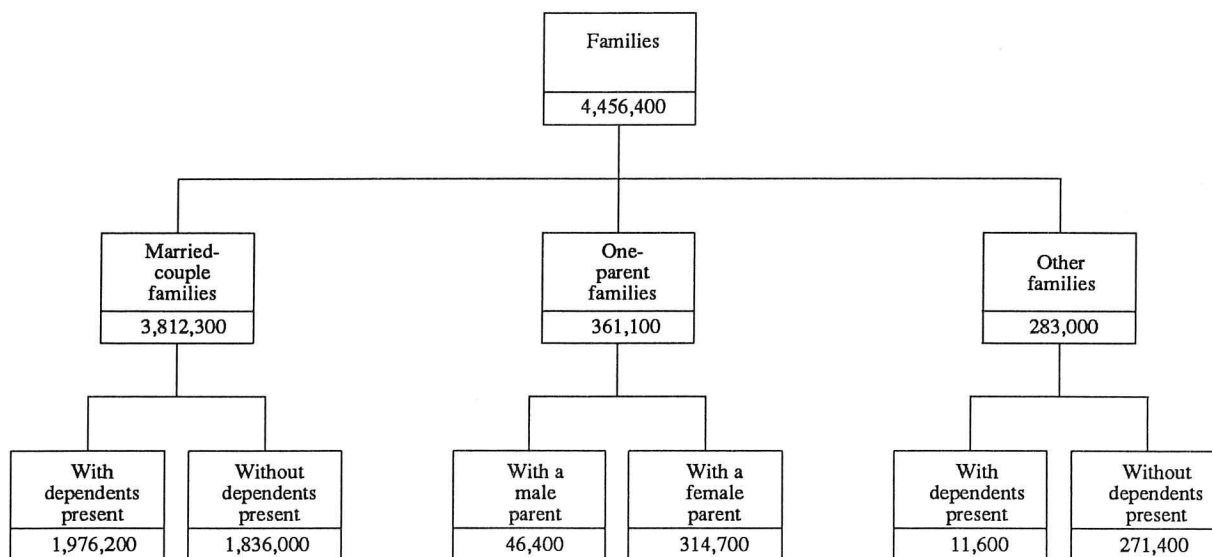 Families
4,456,400
Married-
couple
families
3,812,300
One-
parent
families
361,100
Other
families
283,000
With
dependents
present
1,976,200
Without
dependents
present
1,836,000
With a
male
parent
46,400
With a
female
parent
314,700
With
dependents
present
11,600
Without
dependents
present
271,400